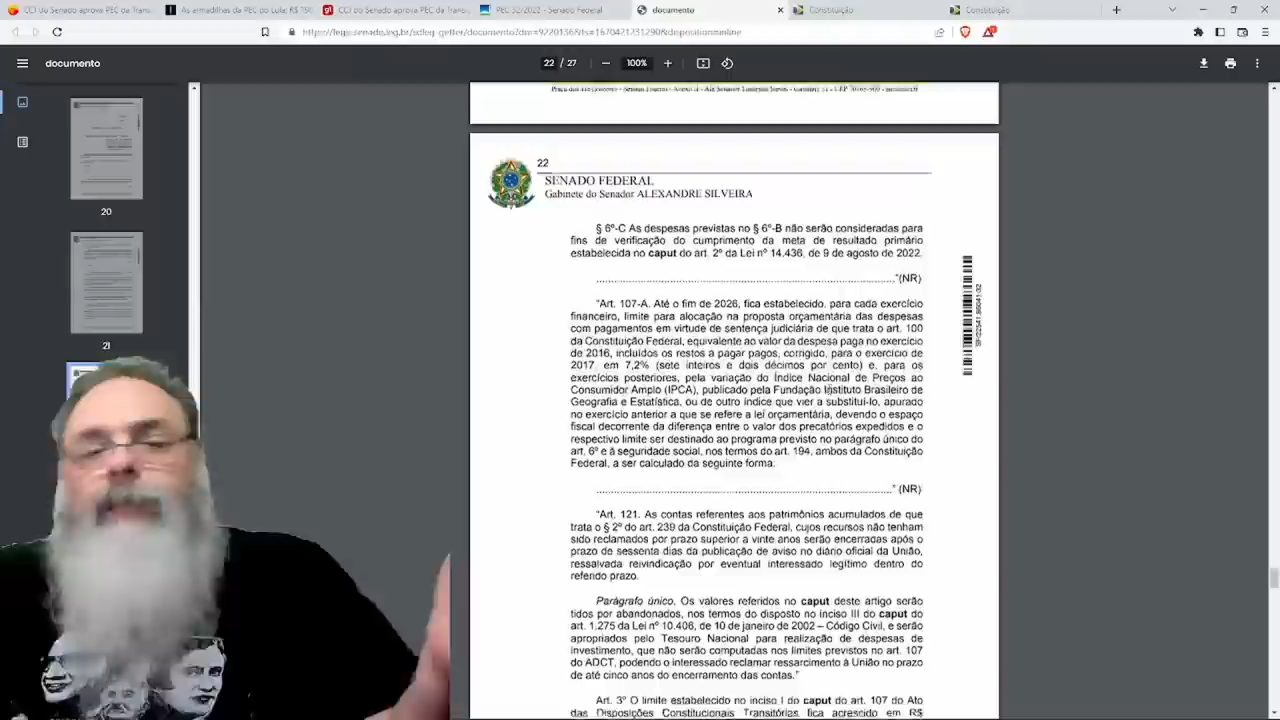 CCJ do Senado aprova PEC da Trans
As armadilhas da PEC do Lula: R$ 150
CCJ do Senado aprova PEC da Trans
PEC 32/2022 - Senado Federal
documento
Constituição
Constituição
documento
22 / 27
100%
20
21
22
SENADO FEDERAL
Gabinete do Senador ALEXANDRE SILVEIRA
§ 6º-C As despesas previstas no § 6º-B não serão consideradas para
fins de verificação do cumprimento da meta de resultado primário
estabelecida no caput do art. 2º da Lei nº 14.436, de 9 de agosto de 2022.
..........................................................................................................."(NR)
"Art. 107-A. Até o fim de 2026, fica estabelecido, para cada exercício
financeiro, limite para alocação na proposta orçamentária das despesas
com pagamentos em virtude de sentença judiciária de que trata o art. 100
da Constituição Federal, equivalente ao valor da despesa paga no exercício
de 2016, incluídos os restos a pagar pagos, corrigido, para o exercício de
2017, em 7,2% (sete inteiros e dois décimos por cento) e, para os
exercícios posteriores, pela variação do Índice Nacional de Preços ao
Consumidor Amplo (IPCA), publicado pela Fundação Instituto Brasileiro de
Geografia e Estatística, ou de outro índice que vier a substituí-lo, apurado
no exercício anterior a que se refere a lei orçamentária, devendo o espaço
fiscal decorrente da diferença entre o valor dos precatórios expedidos e o
respectivo limite ser destinado ao programa previsto no parágrafo único do
art. 6º e à seguridade social, nos termos do art. 194, ambos da Constituição
Federal, a ser calculado da seguinte forma:
..........................................................................................................." (NR)
"Art. 121. As contas referentes aos patrimônios acumulados de que
trata o § 2º do art. 239 da Constituição Federal, cujos recursos não tenham
sido reclamados por prazo superior a vinte anos serão encerradas após o
prazo de sessenta dias da publicação de aviso no diário oficial da União,
ressalvada reivindicação por eventual interessado legítimo dentro do
referido prazo.
Parágrafo único. Os valores referidos no caput deste artigo serão
tidos por abandonados, nos termos do disposto no inciso III do caput do
art. 1.275 da Lei nº 10.406, de 10 de janeiro de 2002 – Código Civil, e serão
apropriados pelo Tesouro Nacional para realização de despesas de
investimento, que não serão computadas nos limites previstos no art. 107
do ADCT, podendo o interessado reclamar ressarcimento à União no prazo
de até cinco anos do encerramento das contas."
Art. 3º O limite estabelecido no inciso I do caput do art. 107 do Ato
das Disposições Constitucionais Transitórias, fica acrescido em R$